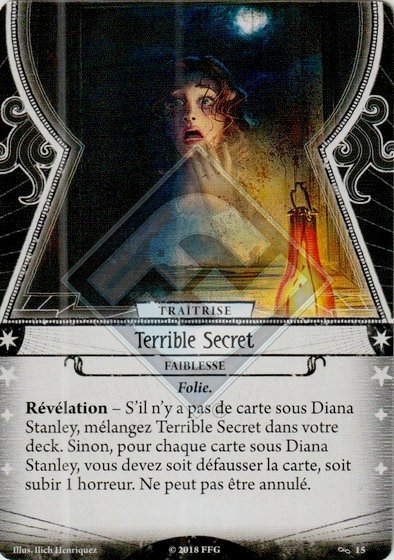 TRAÎTRISE
Terrible Secret
FAIBLESSE
Folie.
Révélation – S'il n'y a pas de carte sous Diana
Stanley, mélangez Terrible Secret dans votre
deck. Sinon, pour chaque carte sous Diana
Stanley, vous devez soit défausser la carte, soit
subir 1 horreur. Ne peut pas être annulé.
Illus. Ilich Henriquez
© 2018 FFG
15